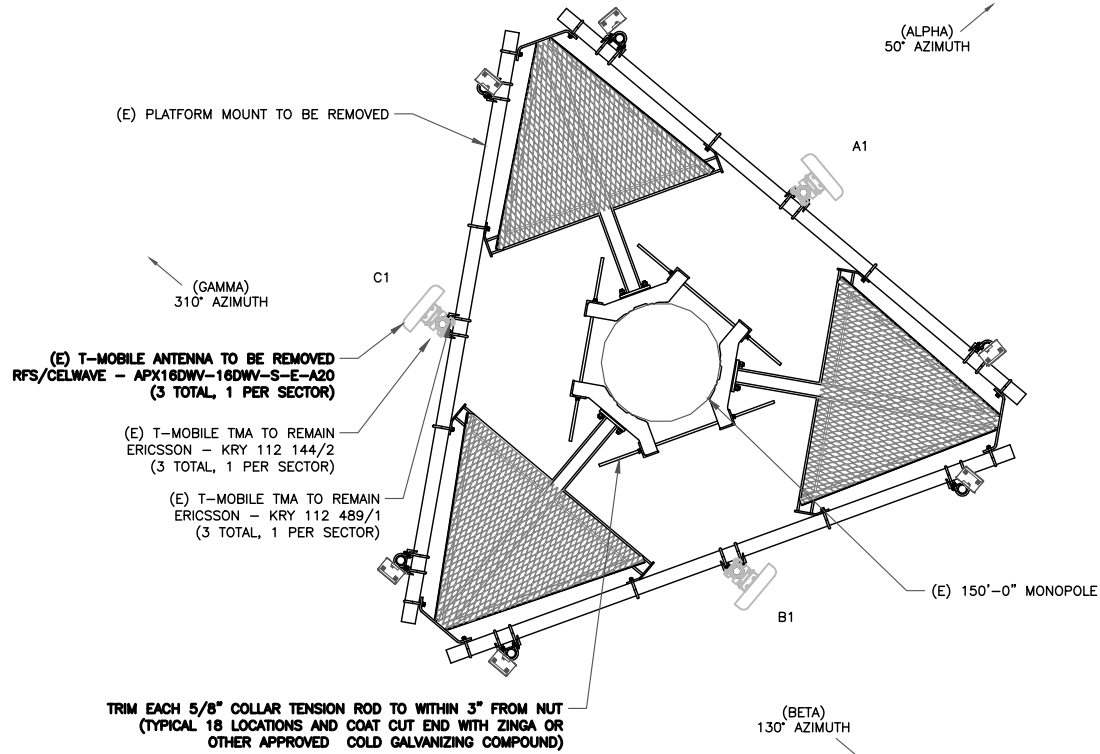 (ALPHA)
50° AZIMUTH
(E) PLATFORM MOUNT TO BE REMOVED
A1
C1
(GAMMA)
310° AZIMUTH
(E) T-MOBILE ANTENNA TO BE REMOVED
RFS/CELWAVE - APX16DWV-16DWV-S-E-A20
(3 TOTAL, 1 PER SECTOR)
(E) T-MOBILE TMA TO REMAIN
ERICSSON - KRY 112 144/2
(3 TOTAL, 1 PER SECTOR)
(E) T-MOBILE TMA TO REMAIN
ERICSSON - KRY 112 489/1
(3 TOTAL, 1 PER SECTOR)
(E) 150'-0" MONOPOLE
B1
TRIM EACH 5/8" COLLAR TENSION ROD TO WITHIN 3" FROM NUT
(TYPICAL 18 LOCATIONS AND COAT CUT END WITH ZINGA OR
OTHER APPROVED COLD GALVANIZING COMPOUND)
(BETA)
130° AZIMUTH